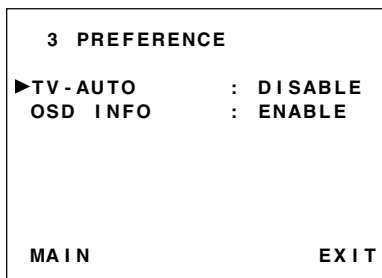 3 PREFERENCE
▶TV-AUTO : DISABLE
OSD INFO : ENABLE
MAIN EXIT